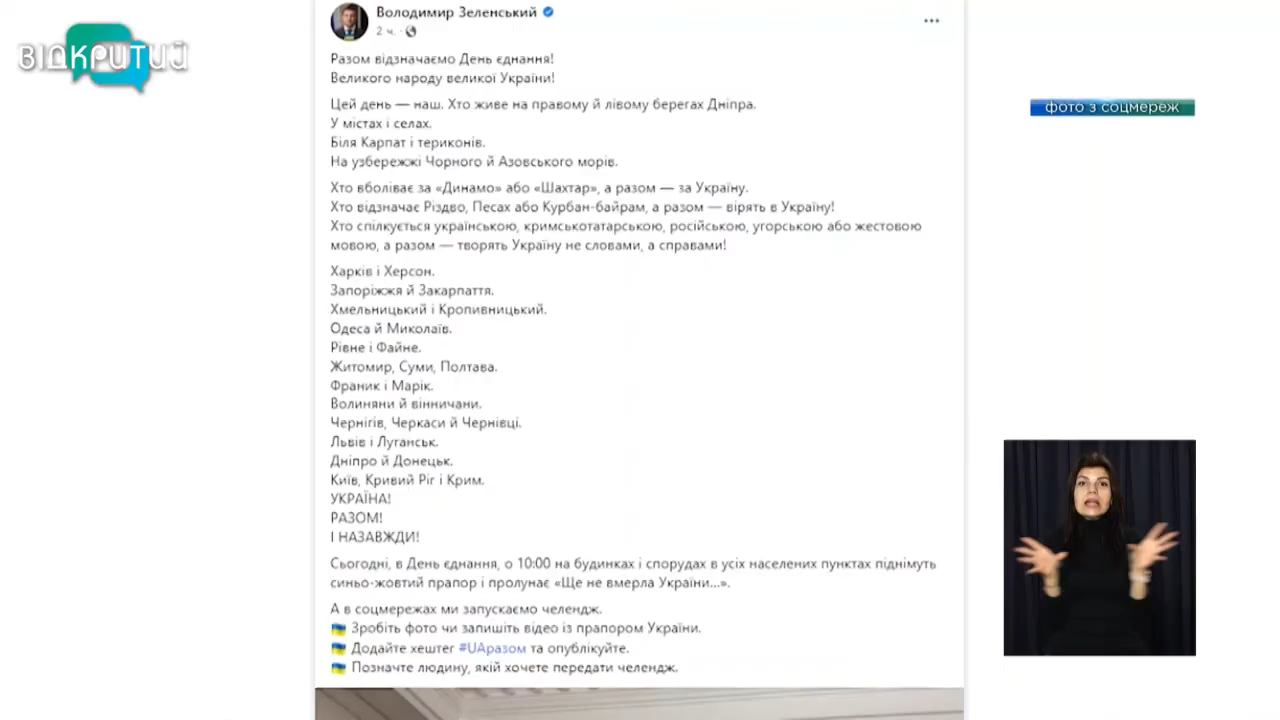 ВІДКРИТИЙ
Володимир Зеленський
2 ч. ·
фото з соцмереж
Разом відзначаємо День єднання!
Великого народу великої України!
Цей день — наш. Хто живе на правому й лівому берегах Дніпра.
У містах і селах.
Біля Карпат і териконів.
На узбережжі Чорного й Азовського морів.
Хто вболіває за «Динамо» або «Шахтар», а разом — за Україну.
Хто відзначає Різдво, Песах або Курбан-байрам, а разом — вірять в Україну!
Хто спілкується українською, кримськотатарською, російською, угорською або жестовою
мовою, а разом — творять Україну не словами, а справами!
Харків і Херсон.
Запоріжжя й Закарпаття.
Хмельницький і Кропивницький.
Одеса й Миколаїв.
Рівне і Файне.
Житомир, Суми, Полтава.
Франик і Марік.
Волиняни й вінничани.
Чернігів, Черкаси й Чернівці.
Львів і Луганськ.
Дніпро й Донецьк.
Київ, Кривий Ріг і Крим.
УКРАЇНА!
РАЗОМ!
І НАЗАВЖДИ!
Сьогодні, в День єднання, о 10:00 на будинках і спорудах в усіх населених пунктах піднімуть
синьо-жовтий прапор і пролунає «Ще не вмерла України...».
А в соцмережах ми запускаємо челендж.
🇺🇦 Зробіть фото чи запишіть відео із прапором України.
🇺🇦 Додайте хештег #UAразом та опублікуйте.
🇺🇦 Позначте людину, якій хочете передати челендж.